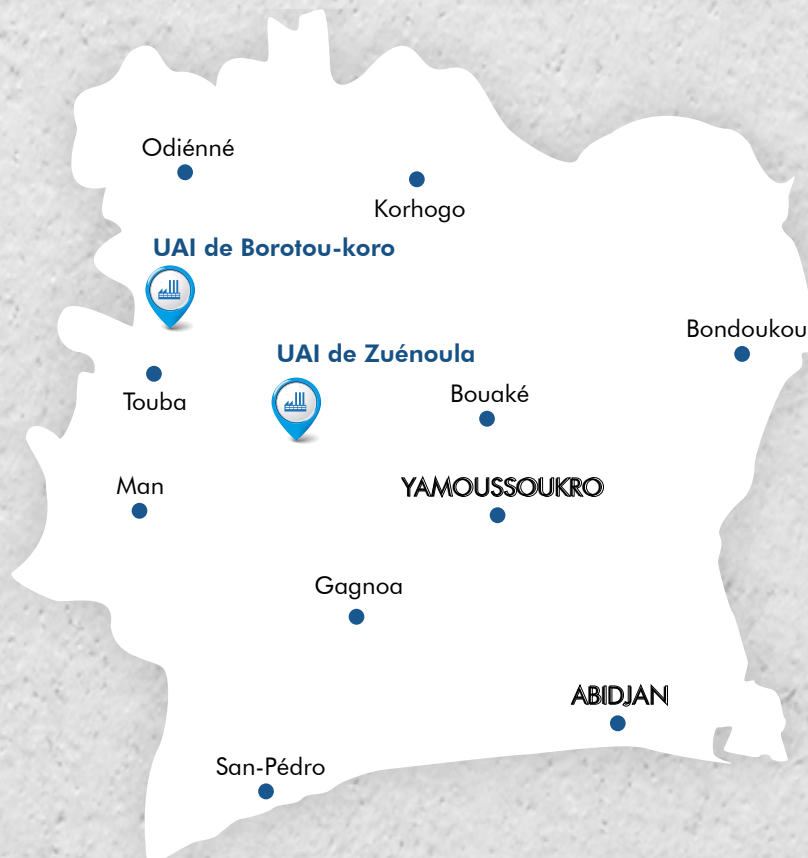 Odiénné
Korhogo
UAI de Borotou-koro
Bondoukou
UAI de Zuénoula
Touba
Bouaké
Man
YAMOUSSOUKRO
Gagnoa
ABIDJAN
San-Pédro